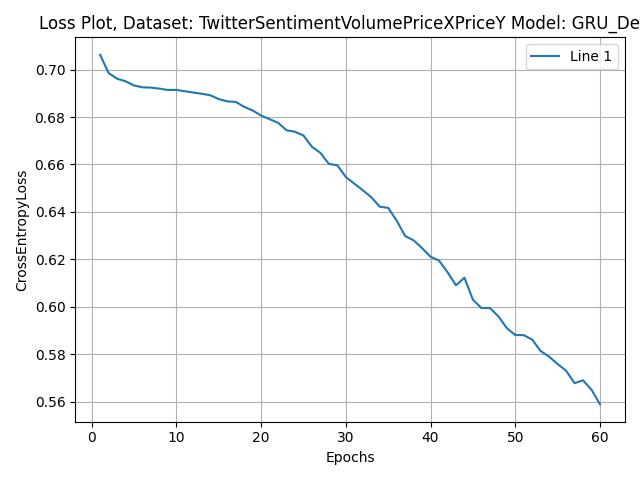 Loss Plot, Dataset: TwitterSentimentVolumePriceXPriceY Model: GRU_De
Line 1
CrossEntropyLoss
0.70
0.68
0.66
0.64
0.62
0.60
0.58
0.56
0 10 20 30 40 50 60
Epochs